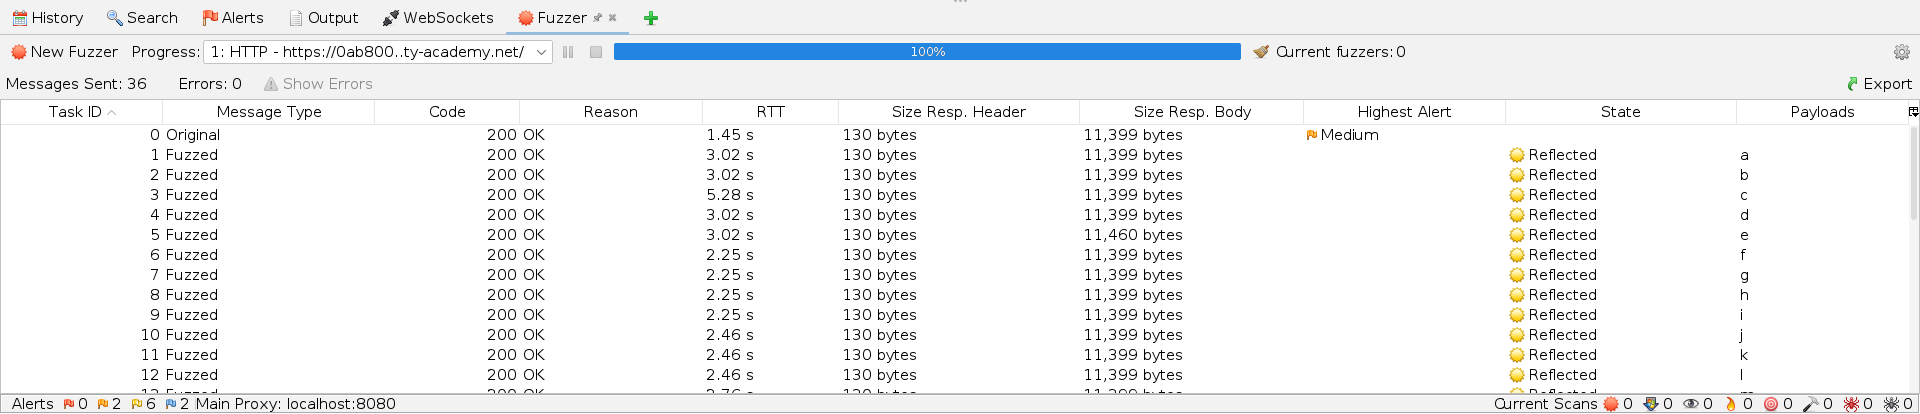 History Search Alerts Output WebSockets Fuzzer
New Fuzzer Progress: 1: HTTP - https://0ab800..ty-academy.net/ 100% Current fuzzers: 0
Messages Sent: 36 Errors: 0 Show Errors Export
Task ID Message Type Code Reason RTT Size Resp. Header Size Resp. Body Highest Alert State Payloads
0 Original 200 OK 1.45 s 130 bytes 11,399 bytes Medium
1 Fuzzed 200 OK 3.02 s 130 bytes 11,399 bytes Reflected a
2 Fuzzed 200 OK 3.02 s 130 bytes 11,399 bytes Reflected b
3 Fuzzed 200 OK 5.28 s 130 bytes 11,399 bytes Reflected c
4 Fuzzed 200 OK 3.02 s 130 bytes 11,399 bytes Reflected d
5 Fuzzed 200 OK 3.02 s 130 bytes 11,460 bytes Reflected e
6 Fuzzed 200 OK 2.25 s 130 bytes 11,399 bytes Reflected f
7 Fuzzed 200 OK 2.25 s 130 bytes 11,399 bytes Reflected g
8 Fuzzed 200 OK 2.25 s 130 bytes 11,399 bytes Reflected h
9 Fuzzed 200 OK 2.25 s 130 bytes 11,399 bytes Reflected i
10 Fuzzed 200 OK 2.46 s 130 bytes 11,399 bytes Reflected j
11 Fuzzed 200 OK 2.46 s 130 bytes 11,399 bytes Reflected k
12 Fuzzed 200 OK 2.46 s 130 bytes 11,399 bytes Reflected l
Alerts 0 2 6 2 Main Proxy: localhost:8080 Current Scans 0 0 0 0 0 0 0 0